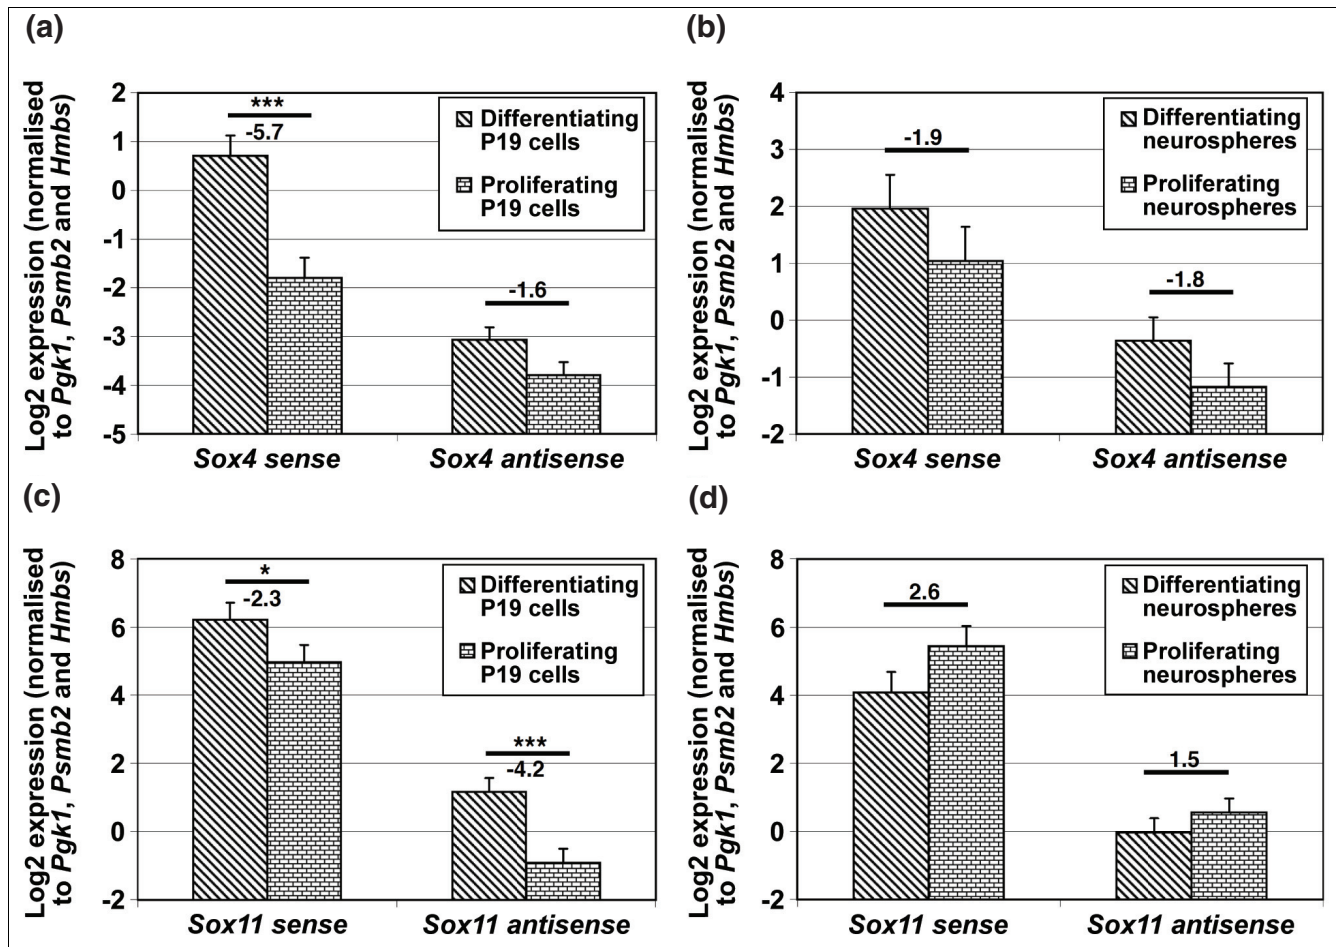 (a)
Log2 expression (normalised
to Pgk1, Psmb2 and Hmbs)
2
1
0
-1
-2
-3
-4
-5
***
-5.7
-1.6
Differentiating
P19 cells
Proliferating
P19 cells
Sox4 sense
Sox4 antisense
(b)
Log2 expression (normalised
to Pgk1, Psmb2 and Hmbs)
4
3
2
1
0
-1
-2
-1.9
-1.8
Differentiating
neurospheres
Proliferating
neurospheres
Sox4 sense
Sox4 antisense
(c)
Log2 expression (normalised
to Pgk1, Psmb2 and Hmbs)
8
6
4
2
0
-2
*
-2.3
***
-4.2
Differentiating
P19 cells
Proliferating
P19 cells
Sox11 sense
Sox11 antisense
(d)
Log2 expression (normalised
to Pgk1, Psmb2 and Hmbs)
8
6
4
2
0
-2
2.6
1.5
Differentiating
neurospheres
Proliferating
neurospheres
Sox11 sense
Sox11 antisense